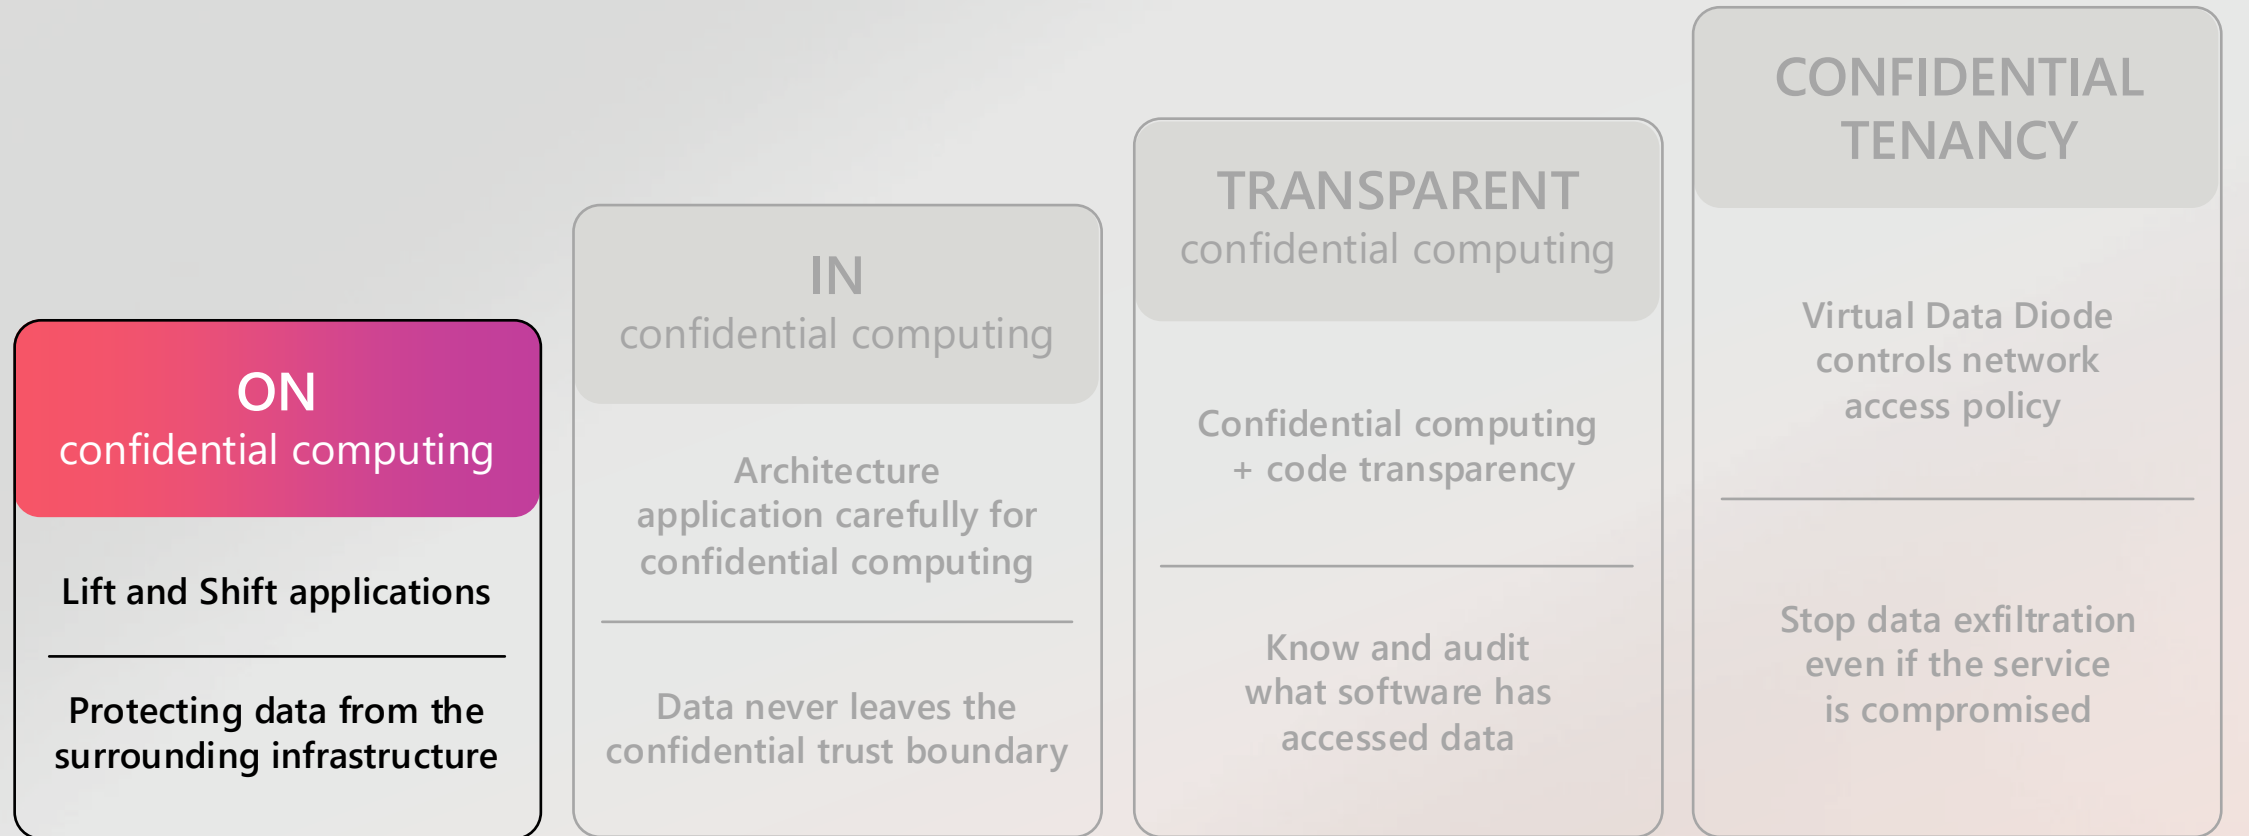 ON
confidential computing
Lift and Shift applications
Protecting data from the
surrounding infrastructure
IN
confidential computing
Architecture
application carefully for
confidential computing
Data never leaves the
confidential trust boundary
TRANSPARENT
confidential computing
Confidential computing
+ code transparency
Know and audit
what software has
accessed data
CONFIDENTIAL
TENANCY
Virtual Data Diode
controls network
access policy
Stop data exfiltration
even if the service
is compromised